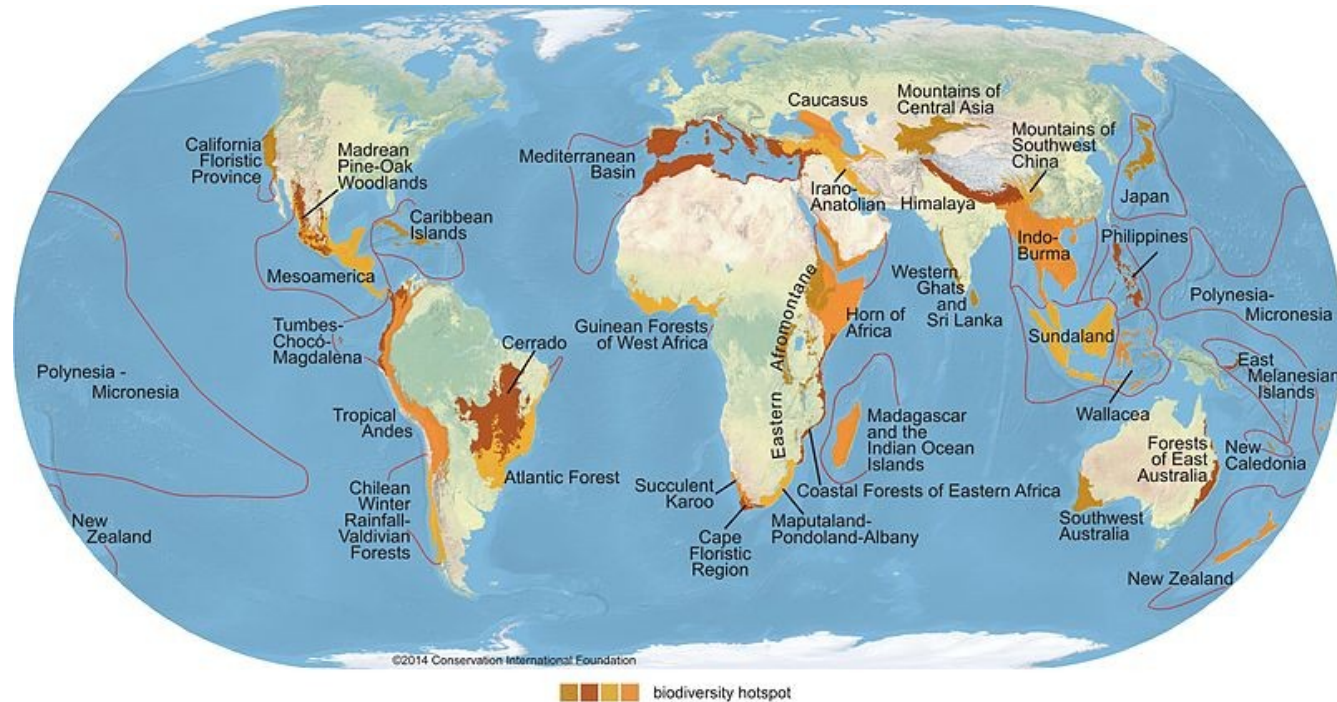 California
Floristic
Province
Madrean
Pine-Oak
Woodlands
Caribbean
Islands
Mesoamerica
Tumbes-
Chocó-
Magdalena
Polynesia -
Micronesia
Tropical
Andes
Cerrado
Atlantic Forest
Chilean
Winter
Rainfall-
Valdivian
Forests
New
Zealand
Mediterranean
Basin
Caucasus
Mountains of
Central Asia
Mountains of
Southwest
China
Irano-
Anatolian
Himalaya
Japan
Indo-
Burma
Philippines
Western
Ghats
and
Sri Lanka
Polynesia-
Micronesia
Guinean Forests
of West Africa
Eastern Afromontane
Horn of
Africa
Sundaland
Wallacea
East
Melanesian
Islands
Madagascar
and the
Indian Ocean
Islands
Succulent
Karoo
Coastal Forests of Eastern Africa
Cape
Floristic
Region
Maputaland-
Pondoland-Albany
Forests
of East
Australia
New
Caledonia
Southwest
Australia
New Zealand
©2014 Conservation International Foundation
biodiversity hotspot